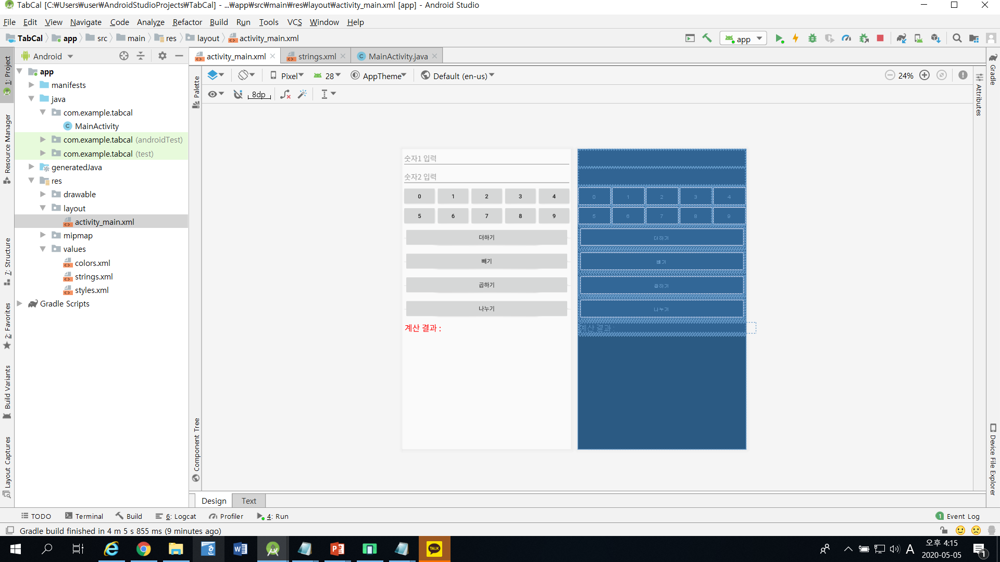 TabCal [C:₩Users₩user₩AndroidStudioProjects₩TabCal] - ...₩app₩src₩main₩res₩layout₩activity_main.xml [app] - Android Studio
File Edit View Navigate Code Analyze Refactor Build Run Tools VCS Window Help
TabCal app src main res layout activity_main.xml
app
Android
activity_main.xml strings.xml MainActivity.java
Pixel 28 AppTheme Default (en-us) 24%
8dp
app
manifests
java
com.example.tabcal
MainActivity
com.example.tabcal (androidTest)
com.example.tabcal (test)
generatedJava
res
drawable
layout
activity_main.xml
mipmap
values
colors.xml
strings.xml
styles.xml
Gradle Scripts
1: Project
Resource Manager
7: Structure
2: Favorites
Build Variants
Layout Captures
Palette
Component Tree
숫자1 입력
숫자2 입력
0 1 2 3 4
5 6 7 8 9
더하기
빼기
곱하기
나누기
계산 결과 :
0 1 2 3 4
5 6 7 8 9
더하기
빼기
곱하기
나누기
계산 결과 :
Gradle
Attributes
Device File Explorer
Design Text
TODO Terminal Build 6: Logcat Profiler 4: Run
1 Event Log
Gradle build finished in 4 m 5 s 855 ms (9 minutes ago)
TALK
A
오후 4:15
2020-05-05
1